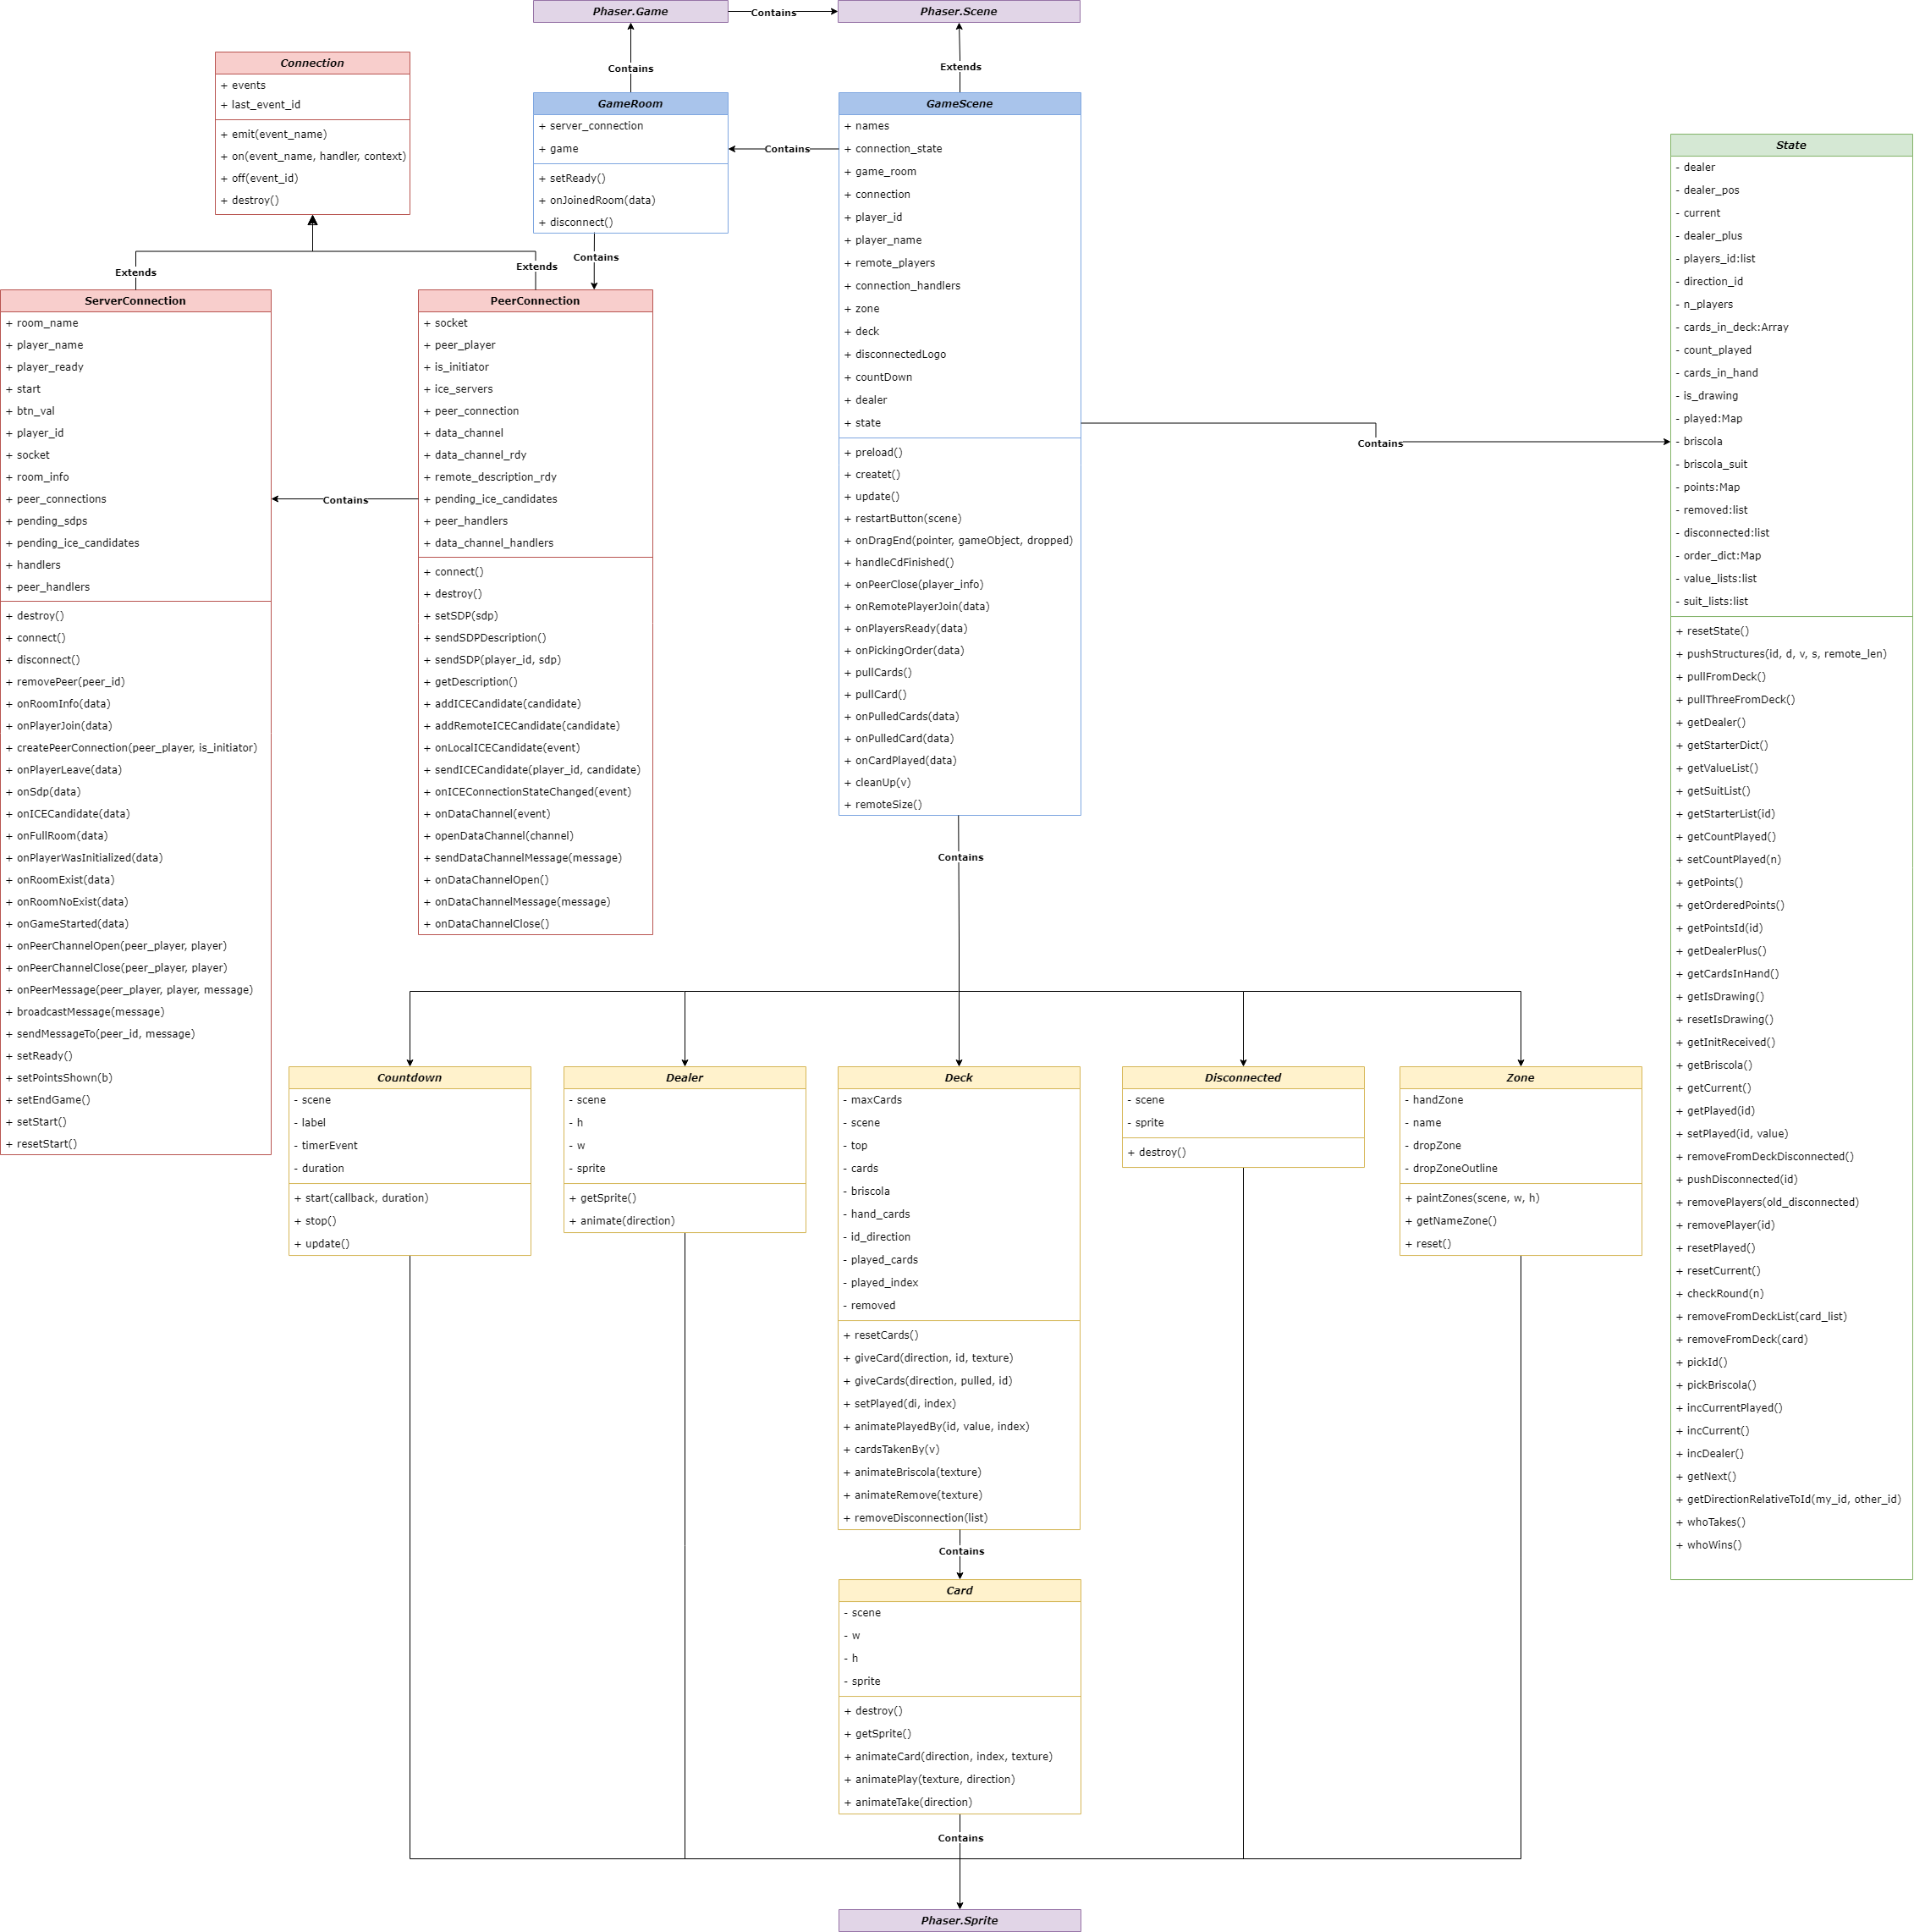 Phaser.Game
Contains
Phaser.Scene
Contains
Extends
Connection
+ events
+ last_event_id
+ emit(event_name)
+ on(event_name, handler, context)
+ off(event_id)
+ destroy()
GameRoom
+ server_connection
+ game
+ setReady()
+ onJoinedRoom(data)
+ disconnect()
Contains
GameScene
+ names
+ connection_state
+ game_room
+ connection
+ player_id
+ player_name
+ remote_players
+ connection_handlers
+ zone
+ deck
+ disconnectedLogo
+ countDown
+ dealer
+ state
+ preload()
+ createt()
+ update()
+ restartButton(scene)
+ onDragEnd(pointer, gameObject, dropped)
+ handleCdFinished()
+ onPeerClose(player_info)
+ onRemotePlayerJoin(data)
+ onPlayersReady(data)
+ onPickingOrder(data)
+ pullCards()
+ pullCard()
+ onPulledCards(data)
+ onPulledCard(data)
+ onCardPlayed(data)
+ cleanUp(v)
+ remoteSize()
Contains
State
- dealer
- dealer_pos
- current
- dealer_plus
- players_id:list
- direction_id
- n_players
- cards_in_deck:Array
- count_played
- cards_in_hand
- is_drawing
- played:Map
- briscola
- briscola_suit
- points:Map
- removed:list
- disconnected:list
- order_dict:Map
- value_lists:list
- suit_lists:list
+ resetState()
+ pushStructures(id, d, v, s, remote_len)
+ pullFromDeck()
+ pullThreeFromDeck()
+ getDealer()
+ getStarterDict()
+ getValueList()
+ getSuitList()
+ getStarterList(id)
+ getCountPlayed()
+ setCountPlayed(n)
+ getPoints()
+ getOrderedPoints()
+ getPointsId(id)
+ getDealerPlus()
+ getCardsInHand()
+ getIsDrawing()
+ resetIsDrawing()
+ getInitReceived()
+ getBriscola()
+ getCurrent()
+ getPlayed(id)
+ setPlayed(id, value)
+ removeFromDeckDisconnected()
+ pushDisconnected(id)
+ removePlayers(old_disconnected)
+ removePlayer(id)
+ resetPlayed()
+ resetCurrent()
+ checkRound(n)
+ removeFromDeckList(card_list)
+ removeFromDeck(card)
+ pickId()
+ pickBriscola()
+ incCurrentPlayed()
+ incCurrent()
+ incDealer()
+ getNext()
+ getDirectionRelativeToId(my_id, other_id)
+ whoTakes()
+ whoWins()
Extends
Extends
Contains
ServerConnection
+ room_name
+ player_name
+ player_ready
+ start
+ btn_val
+ player_id
+ socket
+ room_info
+ peer_connections
+ pending_sdps
+ pending_ice_candidates
+ handlers
+ peer_handlers
+ destroy()
+ connect()
+ disconnect()
+ removePeer(peer_id)
+ onRoomInfo(data)
+ onPlayerJoin(data)
+ createPeerConnection(peer_player, is_initiator)
+ onPlayerLeave(data)
+ onSdp(data)
+ onICECandidate(data)
+ onFullRoom(data)
+ onPlayerWasInitialized(data)
+ onRoomExist(data)
+ onRoomNoExist(data)
+ onGameStarted(data)
+ onPeerChannelOpen(peer_player, player)
+ onPeerChannelClose(peer_player, player)
+ onPeerMessage(peer_player, player, message)
+ broadcastMessage(message)
+ sendMessageTo(peer_id, message)
+ setReady()
+ setPointsShown(b)
+ setEndGame()
+ setStart()
+ resetStart()
Contains
PeerConnection
+ socket
+ peer_player
+ is_initiator
+ ice_servers
+ peer_connection
+ data_channel
+ data_channel_rdy
+ remote_description_rdy
+ pending_ice_candidates
+ peer_handlers
+ data_channel_handlers
+ connect()
+ destroy()
+ setSDP(sdp)
+ sendSDPDescription()
+ sendSDP(player_id, sdp)
+ getDescription()
+ addICECandidate(candidate)
+ addRemoteICECandidate(candidate)
+ onLocalICECandidate(event)
+ sendICECandidate(player_id, candidate)
+ onICEConnectionStateChanged(event)
+ onDataChannel(event)
+ openDataChannel(channel)
+ sendDataChannelMessage(message)
+ onDataChannelOpen()
+ onDataChannelMessage(message)
+ onDataChannelClose()
Contains
Countdown
- scene
- label
- timerEvent
- duration
+ start(callback, duration)
+ stop()
+ update()
Dealer
- scene
- h
- w
- sprite
+ getSprite()
+ animate(direction)
Deck
- maxCards
- scene
- top
- cards
- briscola
- hand_cards
- id_direction
- played_cards
- played_index
- removed
+ resetCards()
+ giveCard(direction, id, texture)
+ giveCards(direction, pulled, id)
+ setPlayed(di, index)
+ animatePlayedBy(id, value, index)
+ cardsTakenBy(v)
+ animateBriscola(texture)
+ animateRemove(texture)
+ removeDisconnection(list)
Disconnected
- scene
- sprite
+ destroy()
Zone
- handZone
- name
- dropZone
- dropZoneOutline
+ paintZones(scene, w, h)
+ getNameZone()
+ reset()
Contains
Card
- scene
- w
- h
- sprite
+ destroy()
+ getSprite()
+ animateCard(direction, index, texture)
+ animatePlay(texture, direction)
+ animateTake(direction)
Contains
Phaser.Sprite